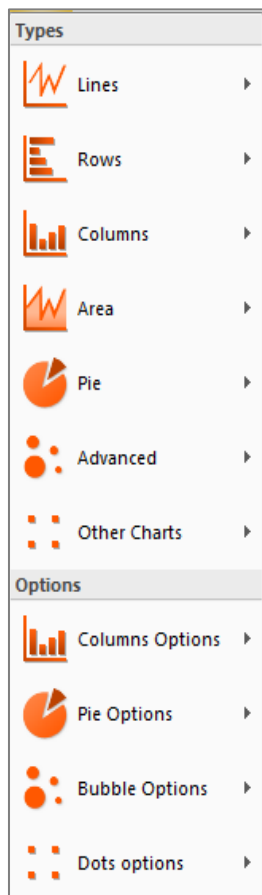 Types
Lines
Rows
Columns
Area
Pie
Advanced
Other Charts
Options
Columns Options
Pie Options
Bubble Options
Dots options